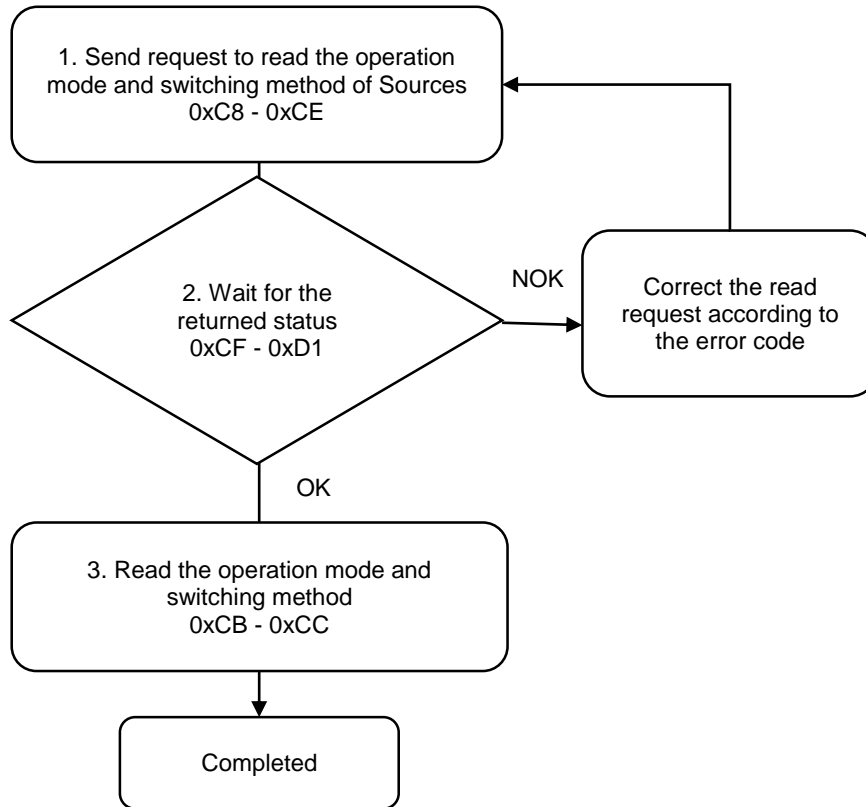 1. Send request to read the operation
mode and switching method of Sources
0xC8 - 0xCE
2. Wait for the
returned status
0xCF - 0xD1
NOK
Correct the read
request according to
the error code
OK
3. Read the operation mode and
switching method
0xCB - 0xCC
Completed